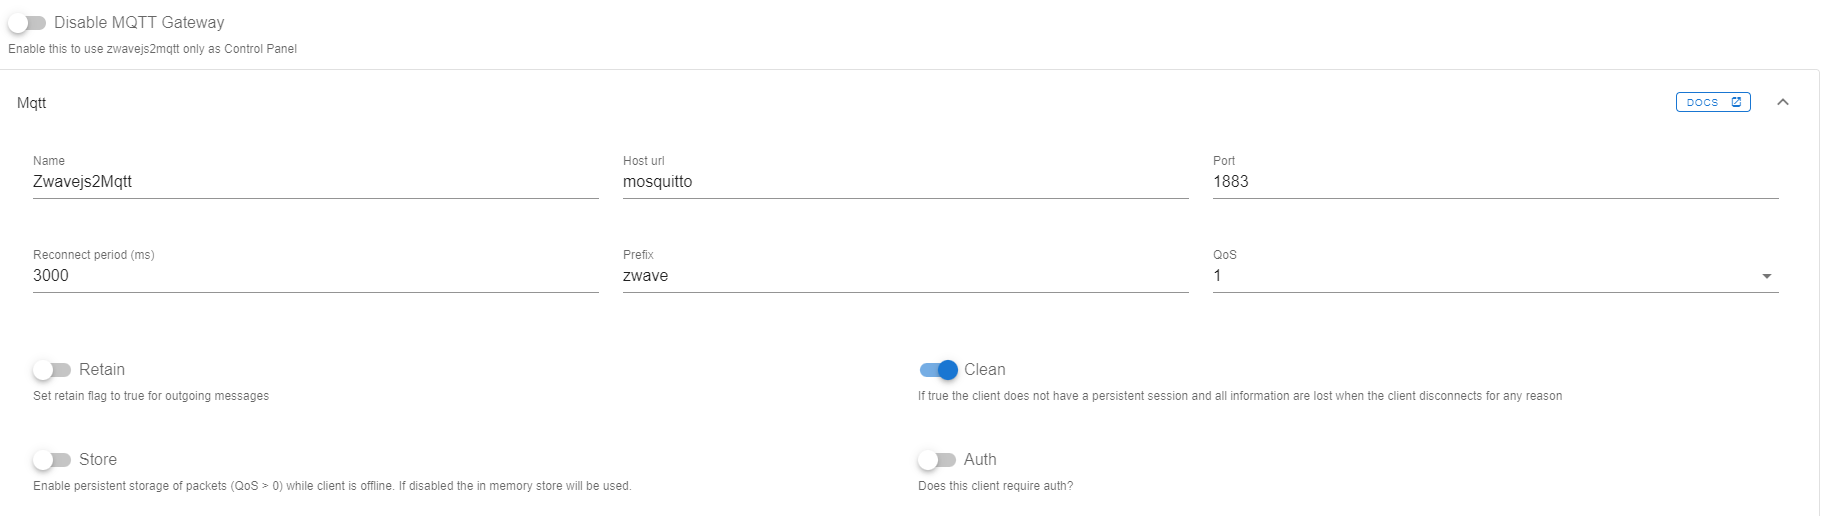 Disable MQTT Gateway
Enable this to use zwavejs2mqtt only as Control Panel
Mqtt
DOCS
Name
Host url
Port
Zwavejs2Mqtt
mosquitto
1883
Reconnect period (ms)
Prefix
QoS
3000
zwave
1
Retain
Clean
Set retain flag to true for outgoing messages
If true the client does not have a persistent session and all information are lost when the client disconnects for any reason
Store
Auth
Enable persistent storage of packets (QoS > 0) while client is offline. If disabled the in memory store will be used.
Does this client require auth?